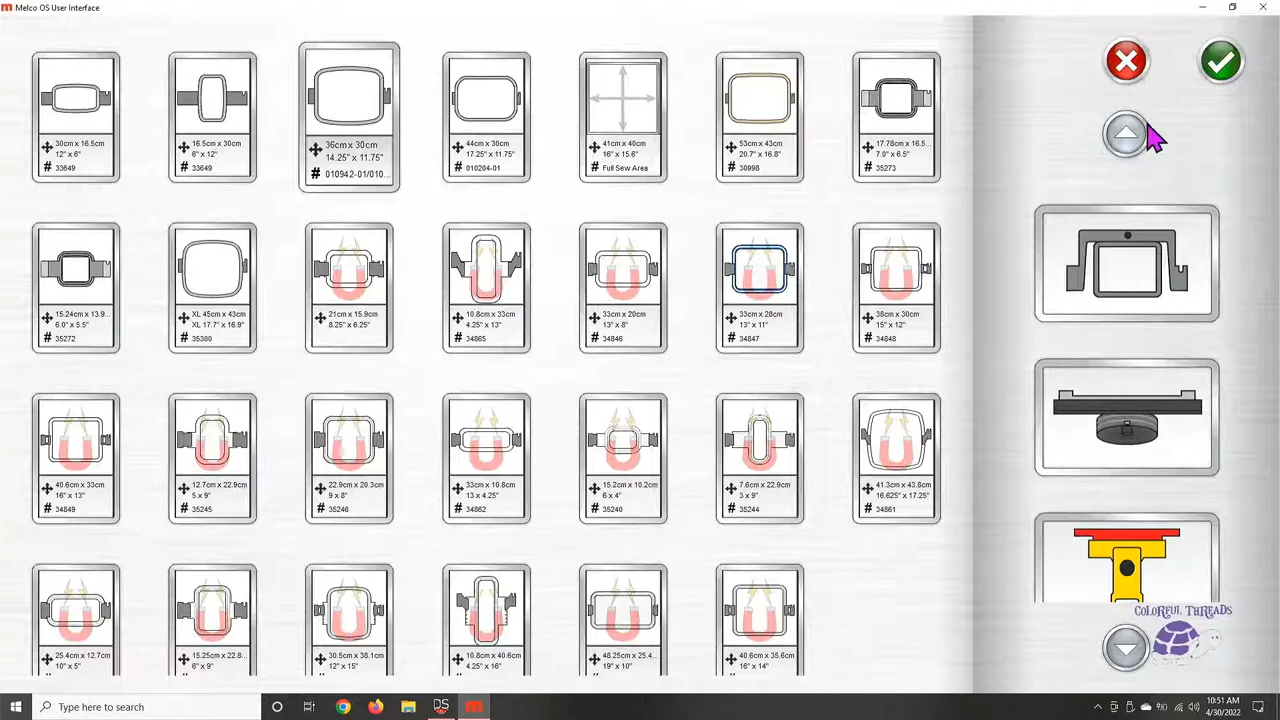 Melco OS User Interface
30cm x 16.5cm
12" x 6"
# 33649
16.5cm x 30cm
6" x 12"
# 33649
36cm x 30cm
14.25" x 11.75"
# 010942-01/010...
44cm x 30cm
17.25" x 11.75"
# 010204-01
41cm x 40cm
16" x 15.6"
# Full Sew Area
53cm x 43cm
20.7" x 16.8"
# 30998
17.78cm x 16.5...
7.0" x 6.5"
# 35273
15.24cm x 13.9...
6.0" x 5.5"
# 35272
XL 45cm x 43cm
XL 17.7" x 16.9"
# 35300
21cm x 15.9cm
8.25" x 6.25"
10.8cm x 33cm
4.25" x 13"
# 34865
33cm x 20cm
13" x 8"
# 34846
33cm x 28cm
13" x 11"
# 34847
38cm x 30cm
15" x 12"
# 34848
40.6cm x 33cm
16" x 13"
# 34849
12.7cm x 22.9cm
5 x 9"
# 35245
22.9cm x 20.3cm
9 x 8"
# 35246
33cm x 10.8cm
13 x 4.25"
# 34862
15.2cm x 10.2cm
6 x 4"
# 35240
7.6cm x 22.9cm
3 x 9"
# 35244
41.3cm x 43.8cm
16.625" x 17.25"
# 34861
25.4cm x 12.7cm
10" x 5"
15.25cm x 22.8...
6" x 9"
30.5cm x 38.1cm
12" x 15"
10.8cm x 40.6cm
4.25" x 16"
48.25cm x 25.4...
19" x 10"
40.6cm x 35.6cm
16" x 14"
COLORFUL THREADS
Type here to search
DS
10:51 AM
4/30/2022